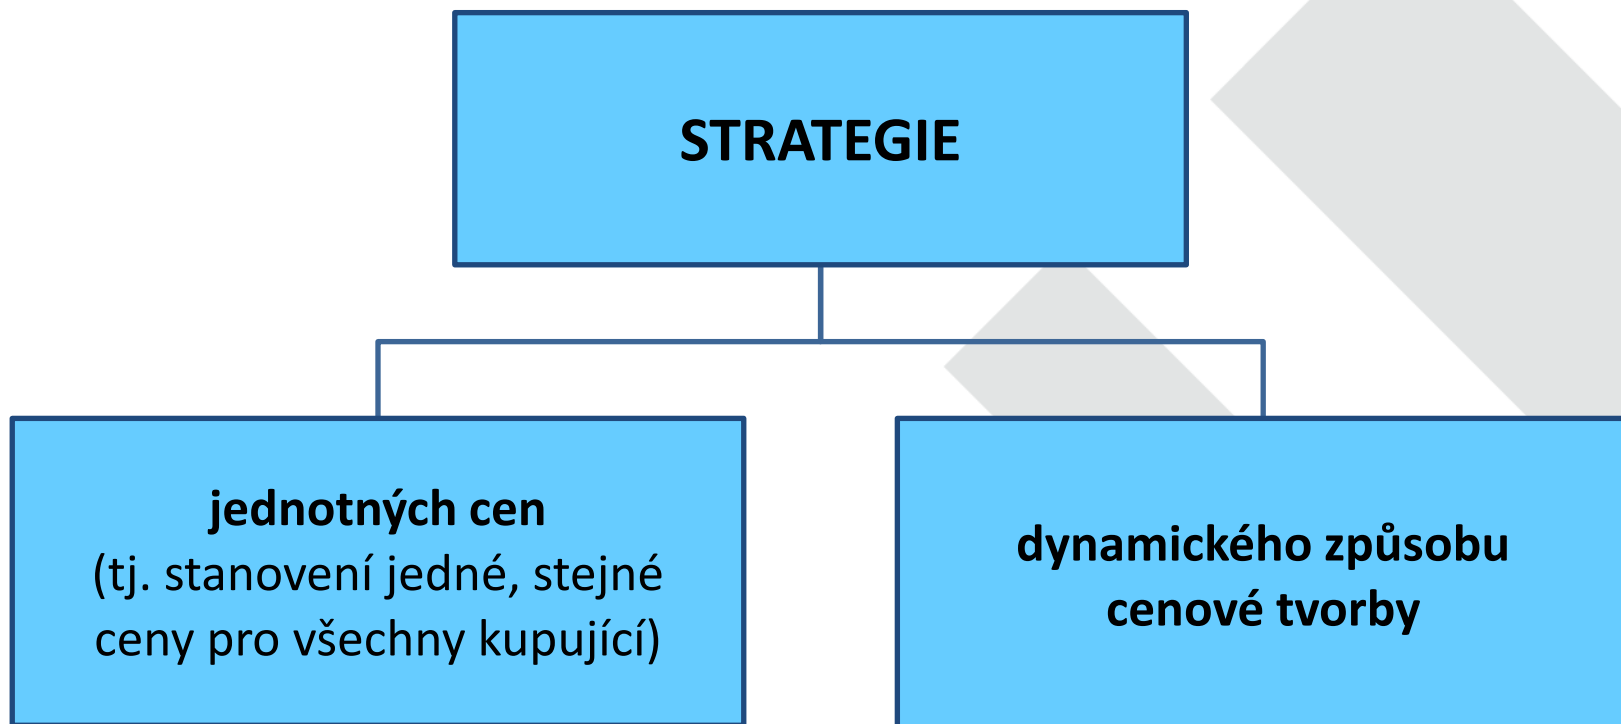 STRATEGIE
jednotných cen
(tj. stanovení jedné, stejné
ceny pro všechny kupující)
dynamického způsobu
cenové tvorby